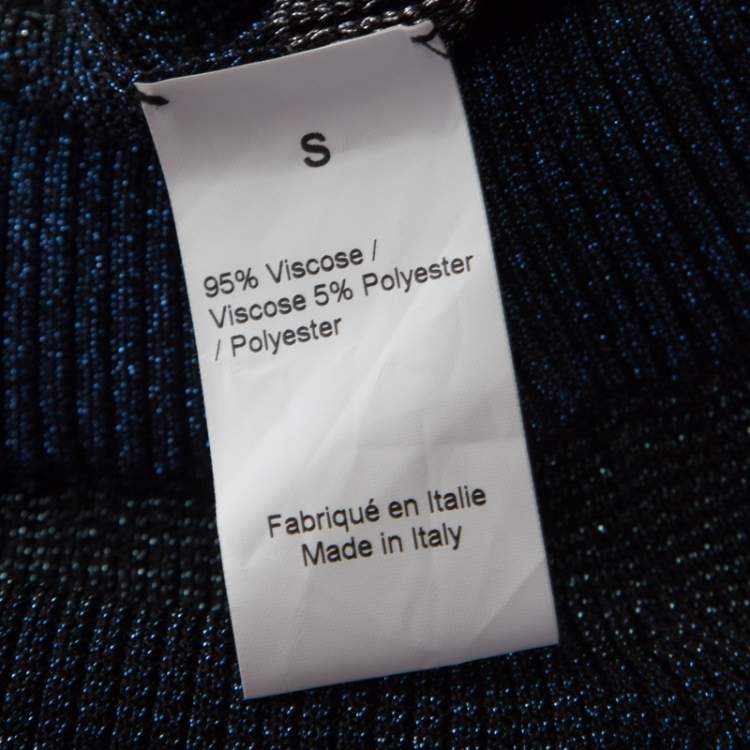 S
95% Viscose /
Viscose 5% Polyester
/ Polyester
Fabriqué en Italie
Made in Italy